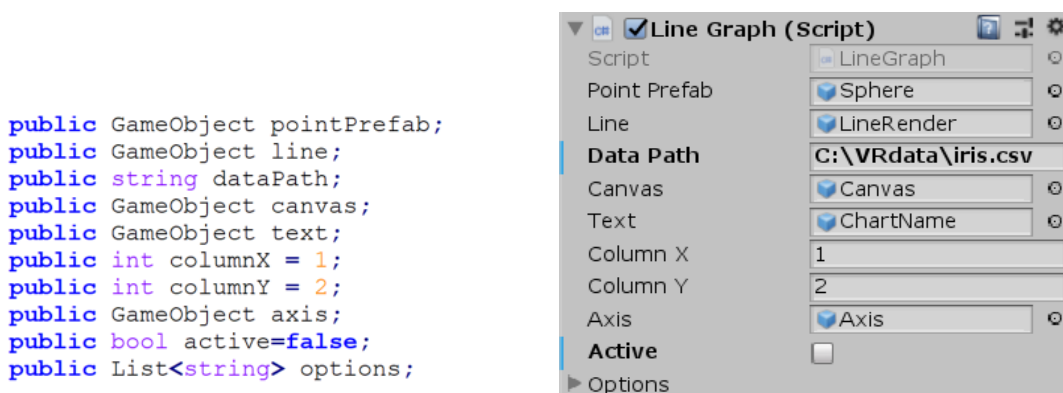 public GameObject pointPrefab;
public GameObject line;
public string dataPath;
public GameObject canvas;
public GameObject text;
public int columnX = 1;
public int columnY = 2;
public GameObject axis;
public bool active=false;
public List<string> options;
c# Line Graph (Script)
Script LineGraph
Point Prefab Sphere
Line LineRender
Data Path C:\VRdata\iris.csv
Canvas Canvas
Text ChartName
Column X 1
Column Y 2
Axis Axis
Active
Options